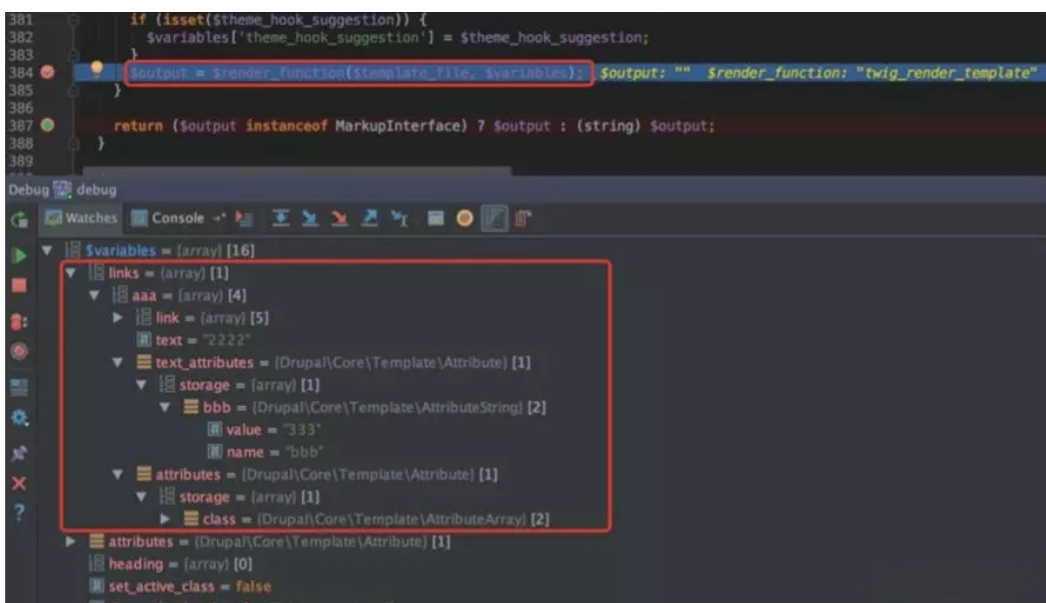 381 if (isset($theme_hook_suggestion)) {
382 $variables['theme_hook_suggestion'] = $theme_hook_suggestion;
383 }
384 $output = $render_function($template_file, $variables); $output: "" $render_function: "twig_render_template"
385 }
386
387 return ($output instanceof MarkupInterface) ? $output : (string) $output;
388 }
389
Debug debug
Watches Console
$variables = {array} [16]
links = {array} [1]
aaa = {array} [4]
link = {array} [5]
text = "2222"
text_attributes = {Drupal\Core\Template\Attribute} [1]
storage = {array} [1]
bbb = {Drupal\Core\Template\AttributeString} [2]
value = "333"
name = "bbb"
attributes = {Drupal\Core\Template\Attribute} [1]
storage = {array} [1]
class = {Drupal\Core\Template\AttributeArray} [2]
attributes = {Drupal\Core\Template\Attribute} [1]
heading = {array} [0]
set_active_class = false